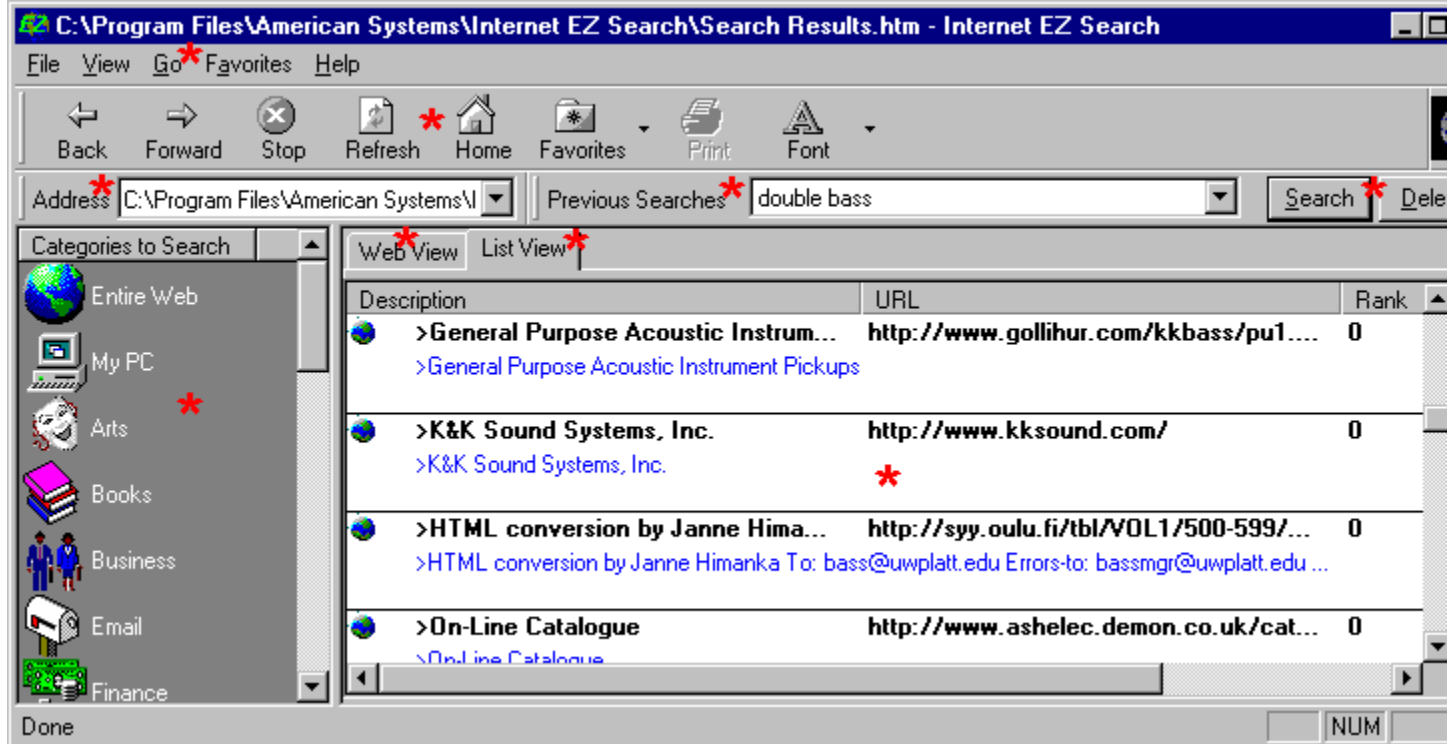 C:\Program Files\American Systems\Internet EZ Search\Search Results.htm - Internet EZ Search
File View Go Favorites Help
Back Forward Stop Refresh Home Favorites Print Font
Address C:\Program Files\American Systems\I Previous Searches double bass Search Dele
Categories to Search
Web View List View
Entire Web
My PC
Arts
Books
Business
Email
Finance
Description URL Rank
>General Purpose Acoustic Instrum... http://www.gollihur.com/kkbass/pu1.... 0
>General Purpose Acoustic Instrument Pickups
>K&K Sound Systems, Inc. http://www.kksound.com/ 0
>K&K Sound Systems, Inc.
>HTML conversion by Janne Hima... http://syy.oulu.fi/tbl/VOL1/500-599/... 0
>HTML conversion by Janne Himanka To: bass@uwplatt.edu Errors-to: bassmgr@uwplatt.edu ...
>On-Line Catalogue http://www.ashelec.demon.co.uk/cat... 0
>On-Line Catalogue
Done NUM